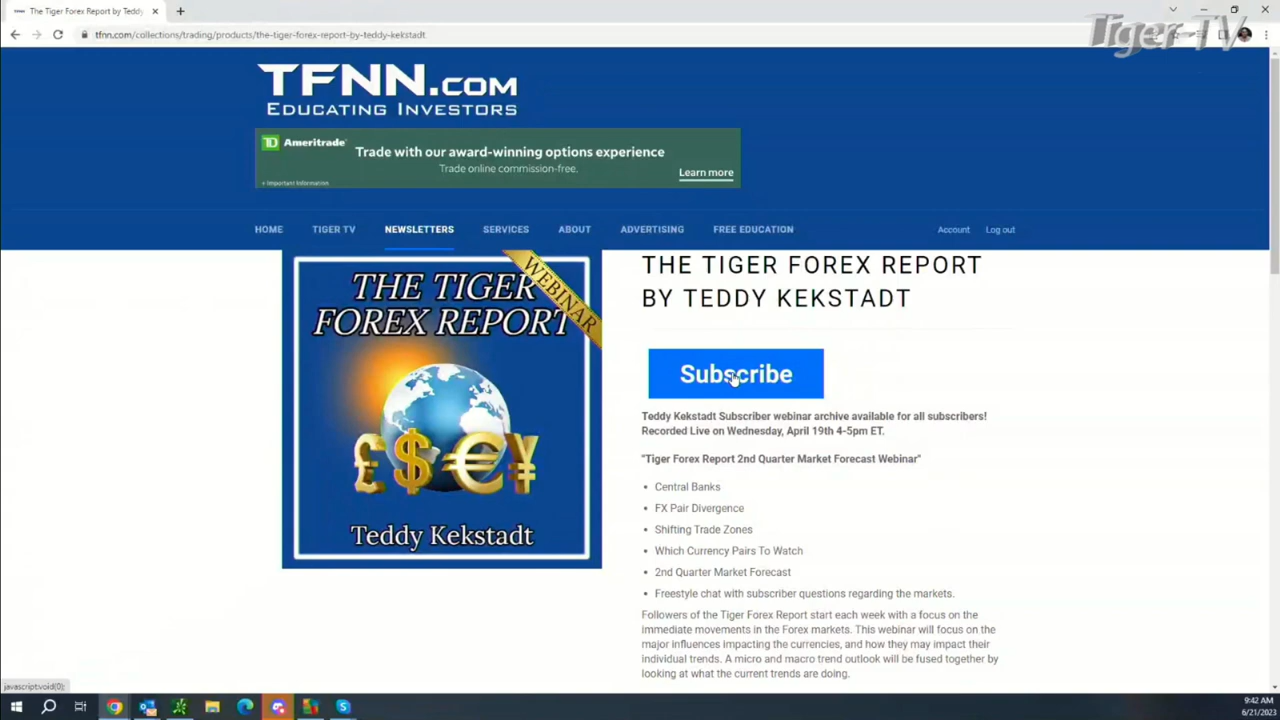 The Tiger Forex Report by Teddy
Tiger-TV
tfnn.com/collections/trading/products/the-tiger-forex-report-by-teddy-kekstadt
TFNN.COM
EDUCATING INVESTORS
TD Ameritrade
Trade with our award-winning options experience
Trade online commission-free.
Learn more
+ Important Information
HOME TIGER TV NEWSLETTERS SERVICES ABOUT ADVERTISING FREE EDUCATION Account Log out
WEBINAR
THE TIGER
FOREX REPORT
Teddy Kekstadt
THE TIGER FOREX REPORT
BY TEDDY KEKSTADT
Subscribe
Teddy Kekstadt Subscriber webinar archive available for all subscribers!
Recorded Live on Wednesday, April 19th 4-5pm ET.
"Tiger Forex Report 2nd Quarter Market Forecast Webinar"
• Central Banks
• FX Pair Divergence
• Shifting Trade Zones
• Which Currency Pairs To Watch
• 2nd Quarter Market Forecast
• Freestyle chat with subscriber questions regarding the markets.
Followers of the Tiger Forex Report start each week with a focus on the
immediate movements in the Forex markets. This webinar will focus on the
major influences impacting the currencies, and how they may impact their
individual trends. A micro and macro trend outlook will be fused together by
looking at what the current trends are doing.
javascript:void(0);
9:42 AM
6/21/2023